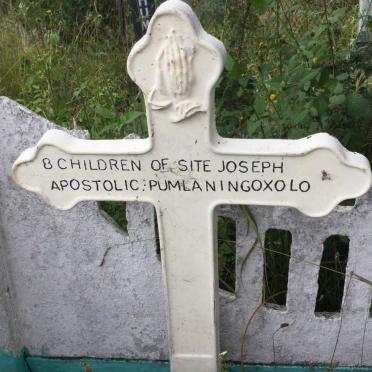 8 CHILDREN OF SITE JOSEPH
APOSTOLIC. PUMLANINGOXOLO